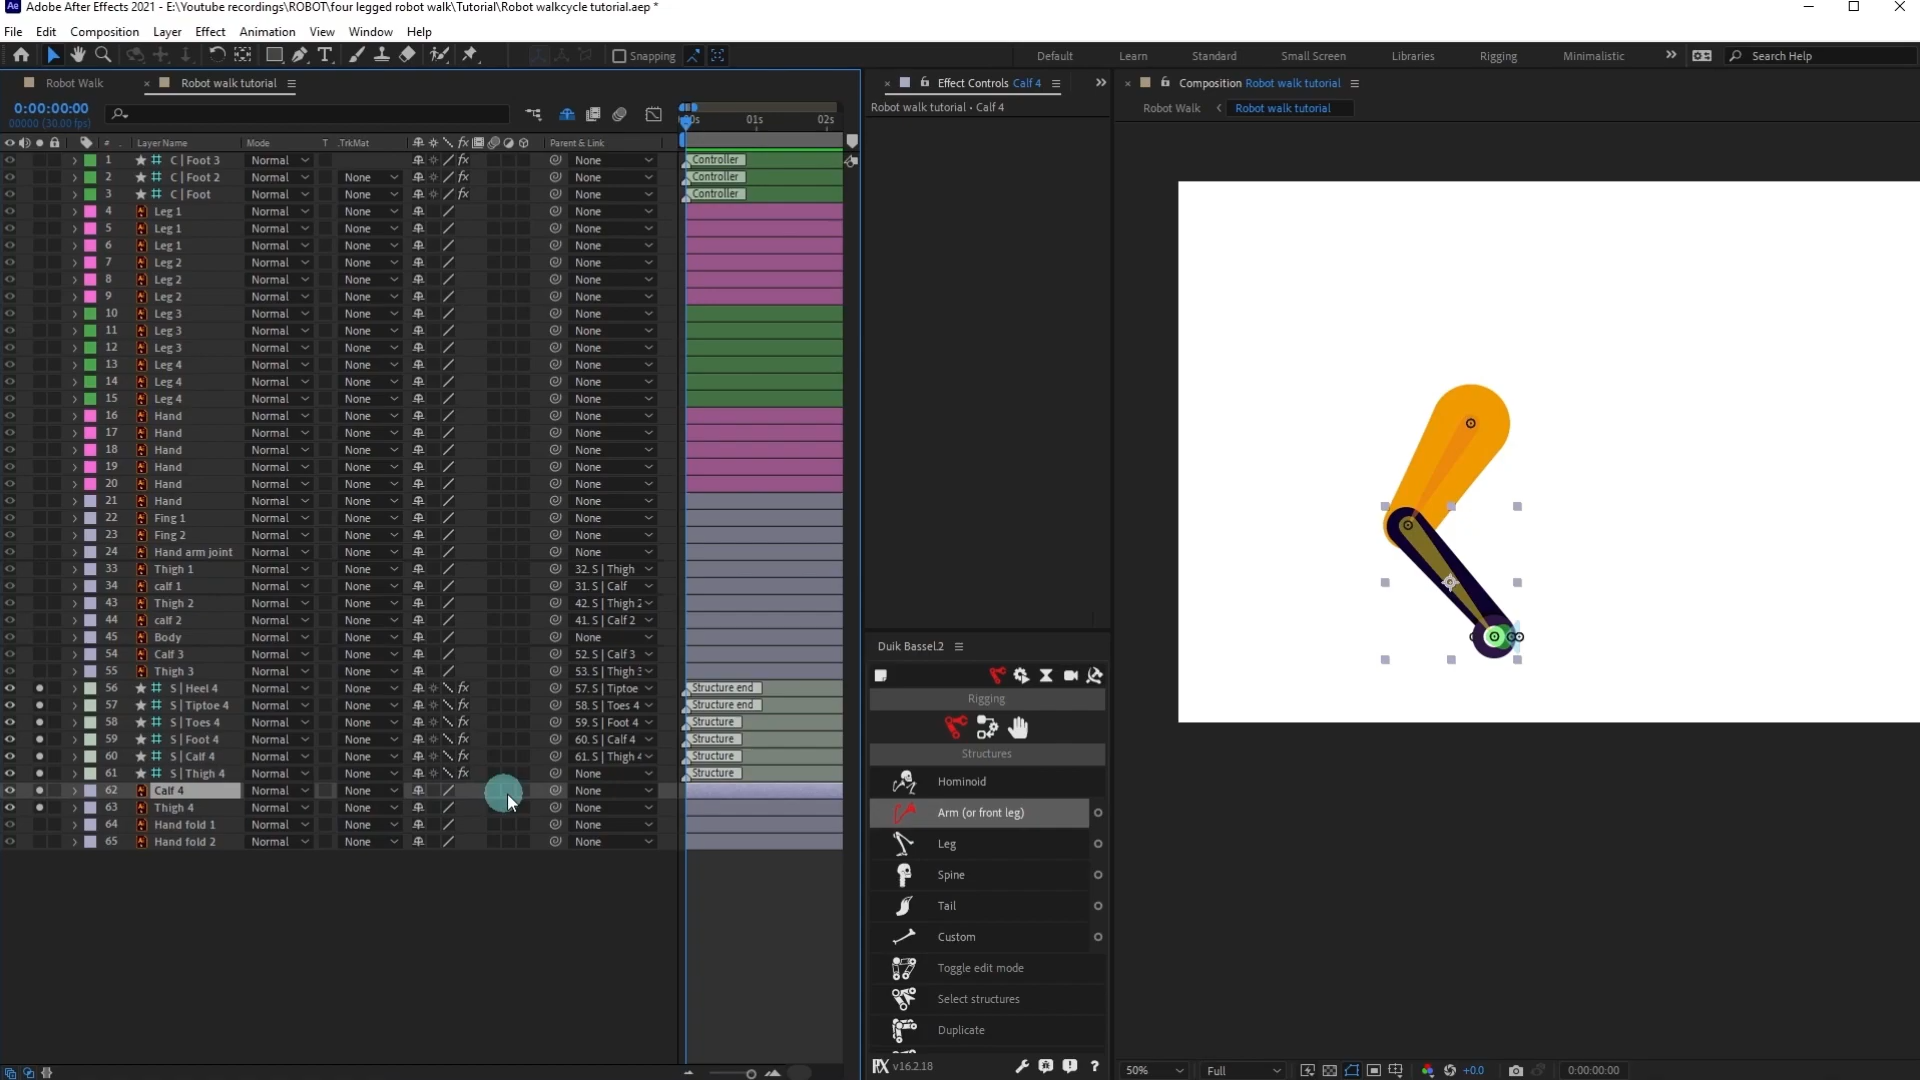 Ae Adobe After Effects 2021 - E:\Youtube recordings\ROBOT\four legged robot walk\Tutorial\Robot walkcycle tutorial.aep *
File Edit Composition Layer Effect Animation View Window Help
Snapping Default Learn Standard Small Screen Libraries Rigging Minimalistic Search Help
Robot Walk Robot walk tutorial
0:00:00:00
00000 (30.00 fps)
01s 02s
# Layer Name Mode T .TrkMat Parent & Link
1 C | Foot 3 Normal None Controller
2 C | Foot 2 Normal None None Controller
3 C | Foot Normal None None Controller
4 Leg 1 Normal None None
5 Leg 1 Normal None None
6 Leg 1 Normal None None
7 Leg 2 Normal None None
8 Leg 2 Normal None None
9 Leg 2 Normal None None
10 Leg 3 Normal None None
11 Leg 3 Normal None None
12 Leg 3 Normal None None
13 Leg 4 Normal None None
14 Leg 4 Normal None None
15 Leg 4 Normal None None
16 Hand Normal None None
17 Hand Normal None None
18 Hand Normal None None
19 Hand Normal None None
20 Hand Normal None None
21 Hand Normal None None
22 Fing 1 Normal None None
23 Fing 2 Normal None None
24 Hand arm joint Normal None None
33 Thigh 1 Normal None 32. S | Thigh
34 calf 1 Normal None 31. S | Calf
43 Thigh 2 Normal None 42. S | Thigh 2
44 calf 2 Normal None 41. S | Calf 2
45 Body Normal None None
54 Calf 3 Normal None 52. S | Calf 3
55 Thigh 3 Normal None 53. S | Thigh 3
56 S | Heel 4 Normal None 57. S | Tiptoe Structure end
57 S | Tiptoe 4 Normal None 58. S | Toes 4 Structure end
58 S | Toes 4 Normal None 59. S | Foot 4 Structure
59 S | Foot 4 Normal None 60. S | Calf 4 Structure
60 S | Calf 4 Normal None 61. S | Thigh 4 Structure
61 S | Thigh 4 Normal None None Structure
62 Calf 4 Normal None None
63 Thigh 4 Normal None None
64 Hand fold 1 Normal None None
65 Hand fold 2 Normal None None
Effect Controls Calf 4
Robot walk tutorial • Calf 4
Duik Bassel.2
Rigging
Structures
Hominoid
Arm (or front leg)
Leg
Spine
Tail
Custom
Toggle edit mode
Select structures
Duplicate
RX v16.2.18 ?
Composition Robot walk tutorial
Robot Walk Robot walk tutorial
50% Full +0.0 0:00:00:00